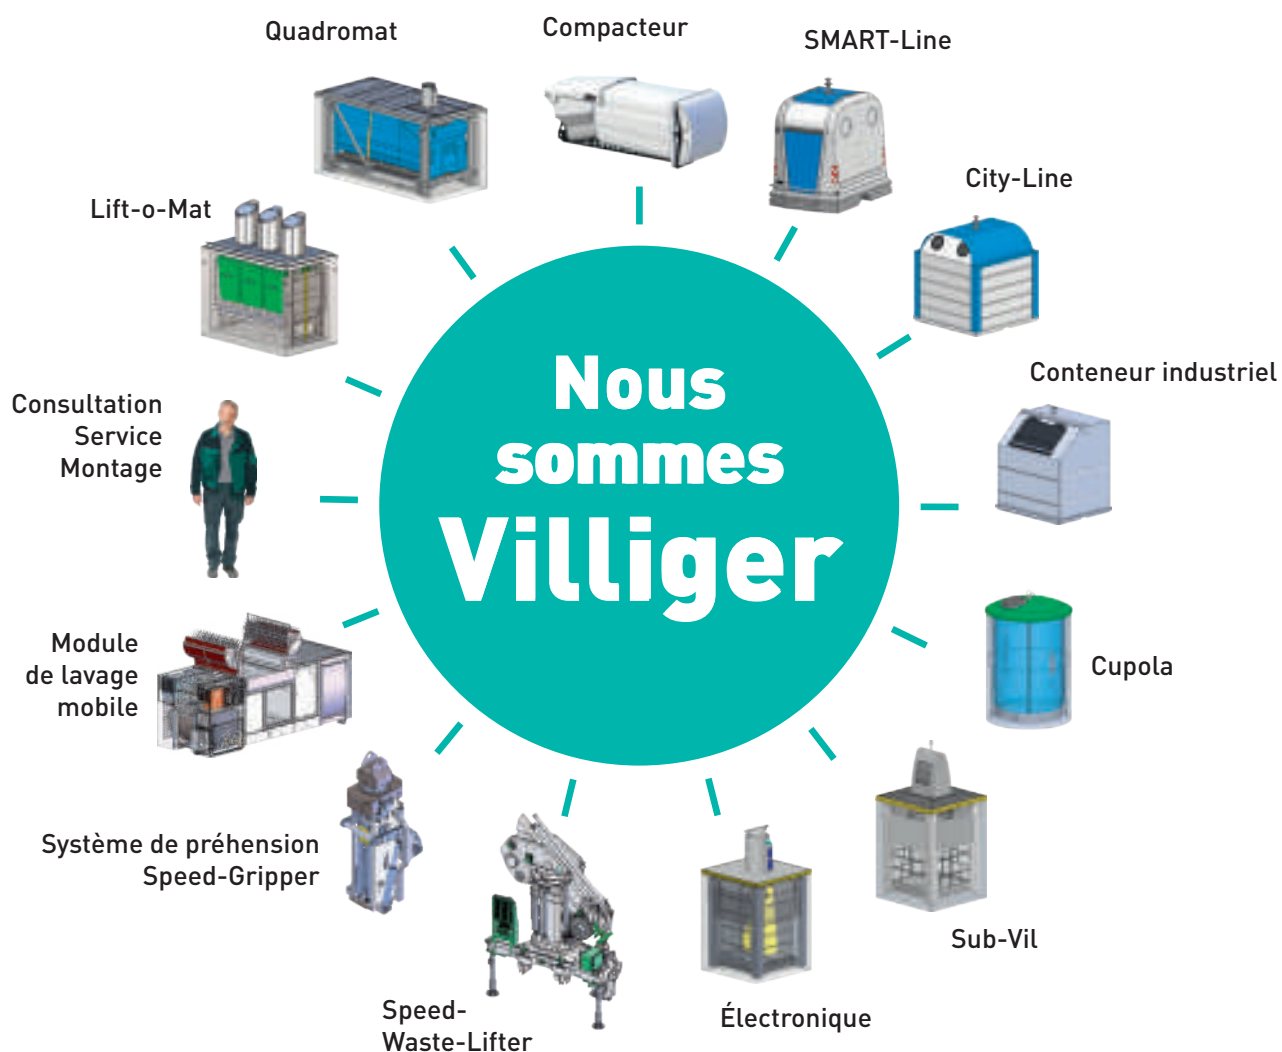 Quadromat
Compacteur
SMART-Line
City-Line
Lift-o-Mat
Conteneur industriel
Consultation
Service
Montage
Nous
sommes
Villiger
Module
de lavage
mobile
Cupola
Système de préhension
Speed-Gripper
Sub-Vil
Speed-
Waste-Lifter
Électronique